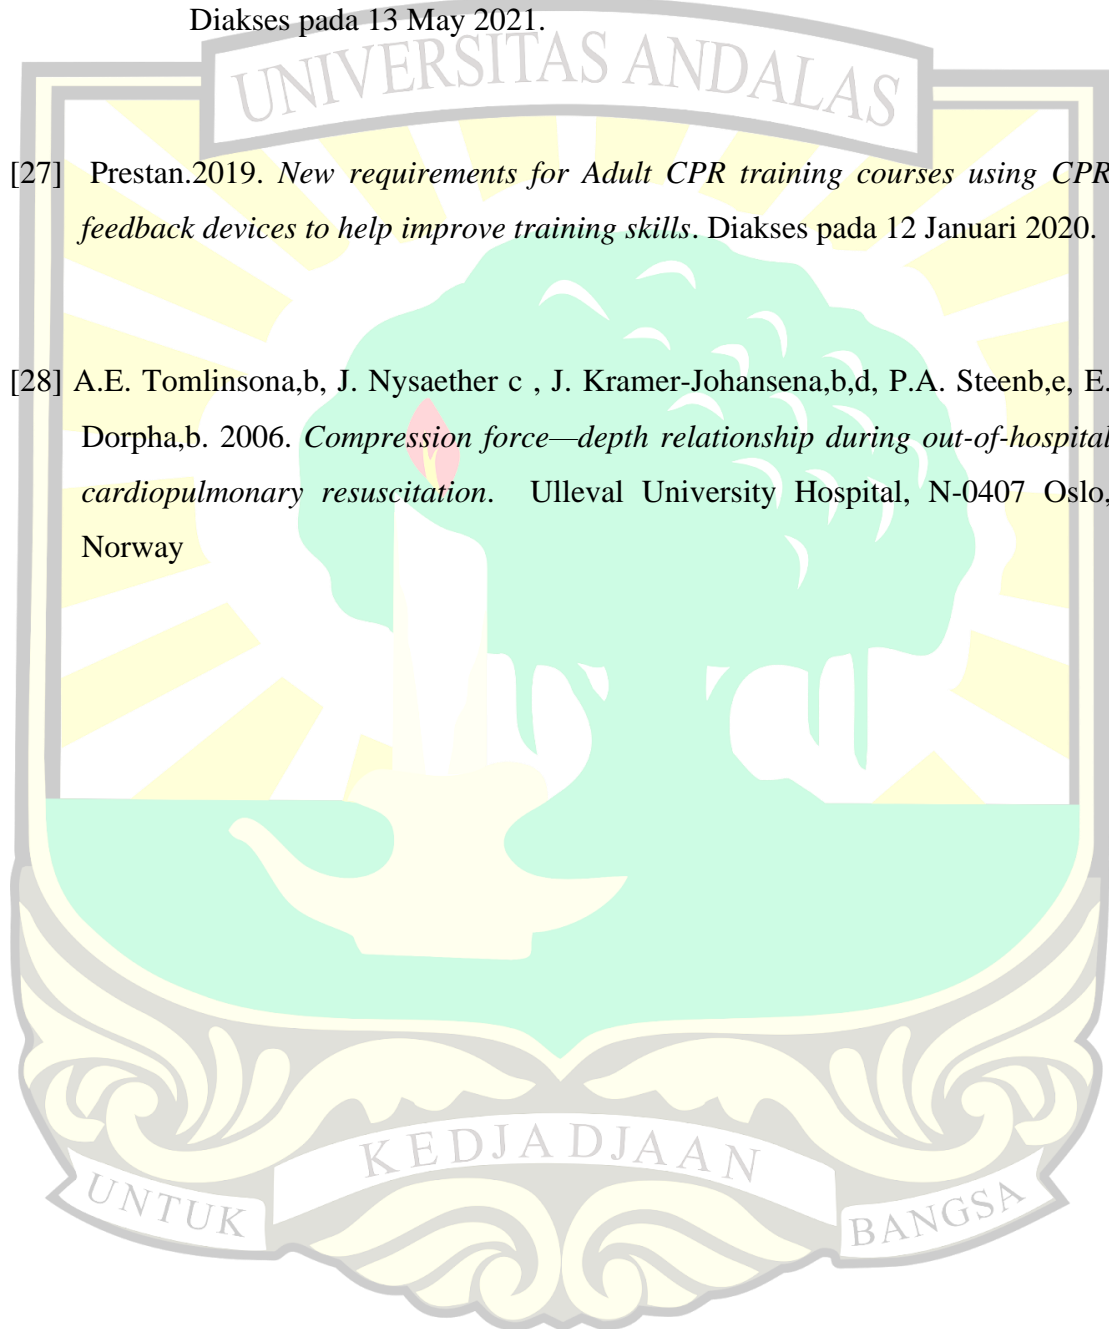 Diakses pada 13 May 2021.
UNIVERSITAS ANDALAS
[27] Prestan.2019. New requirements for Adult CPR training courses using CPR
feedback devices to help improve training skills. Diakses pada 12 Januari 2020.
[28] A.E. Tomlinsona,b, J. Nysaether c , J. Kramer-Johansena,b,d, P.A. Steenb,e, E.
Dorpha,b. 2006. Compression force—depth relationship during out-of-hospital
cardiopulmonary resuscitation. Ulleval University Hospital, N-0407 Oslo,
Norway
KEDJADJAAN
UNTUK
BANGSA